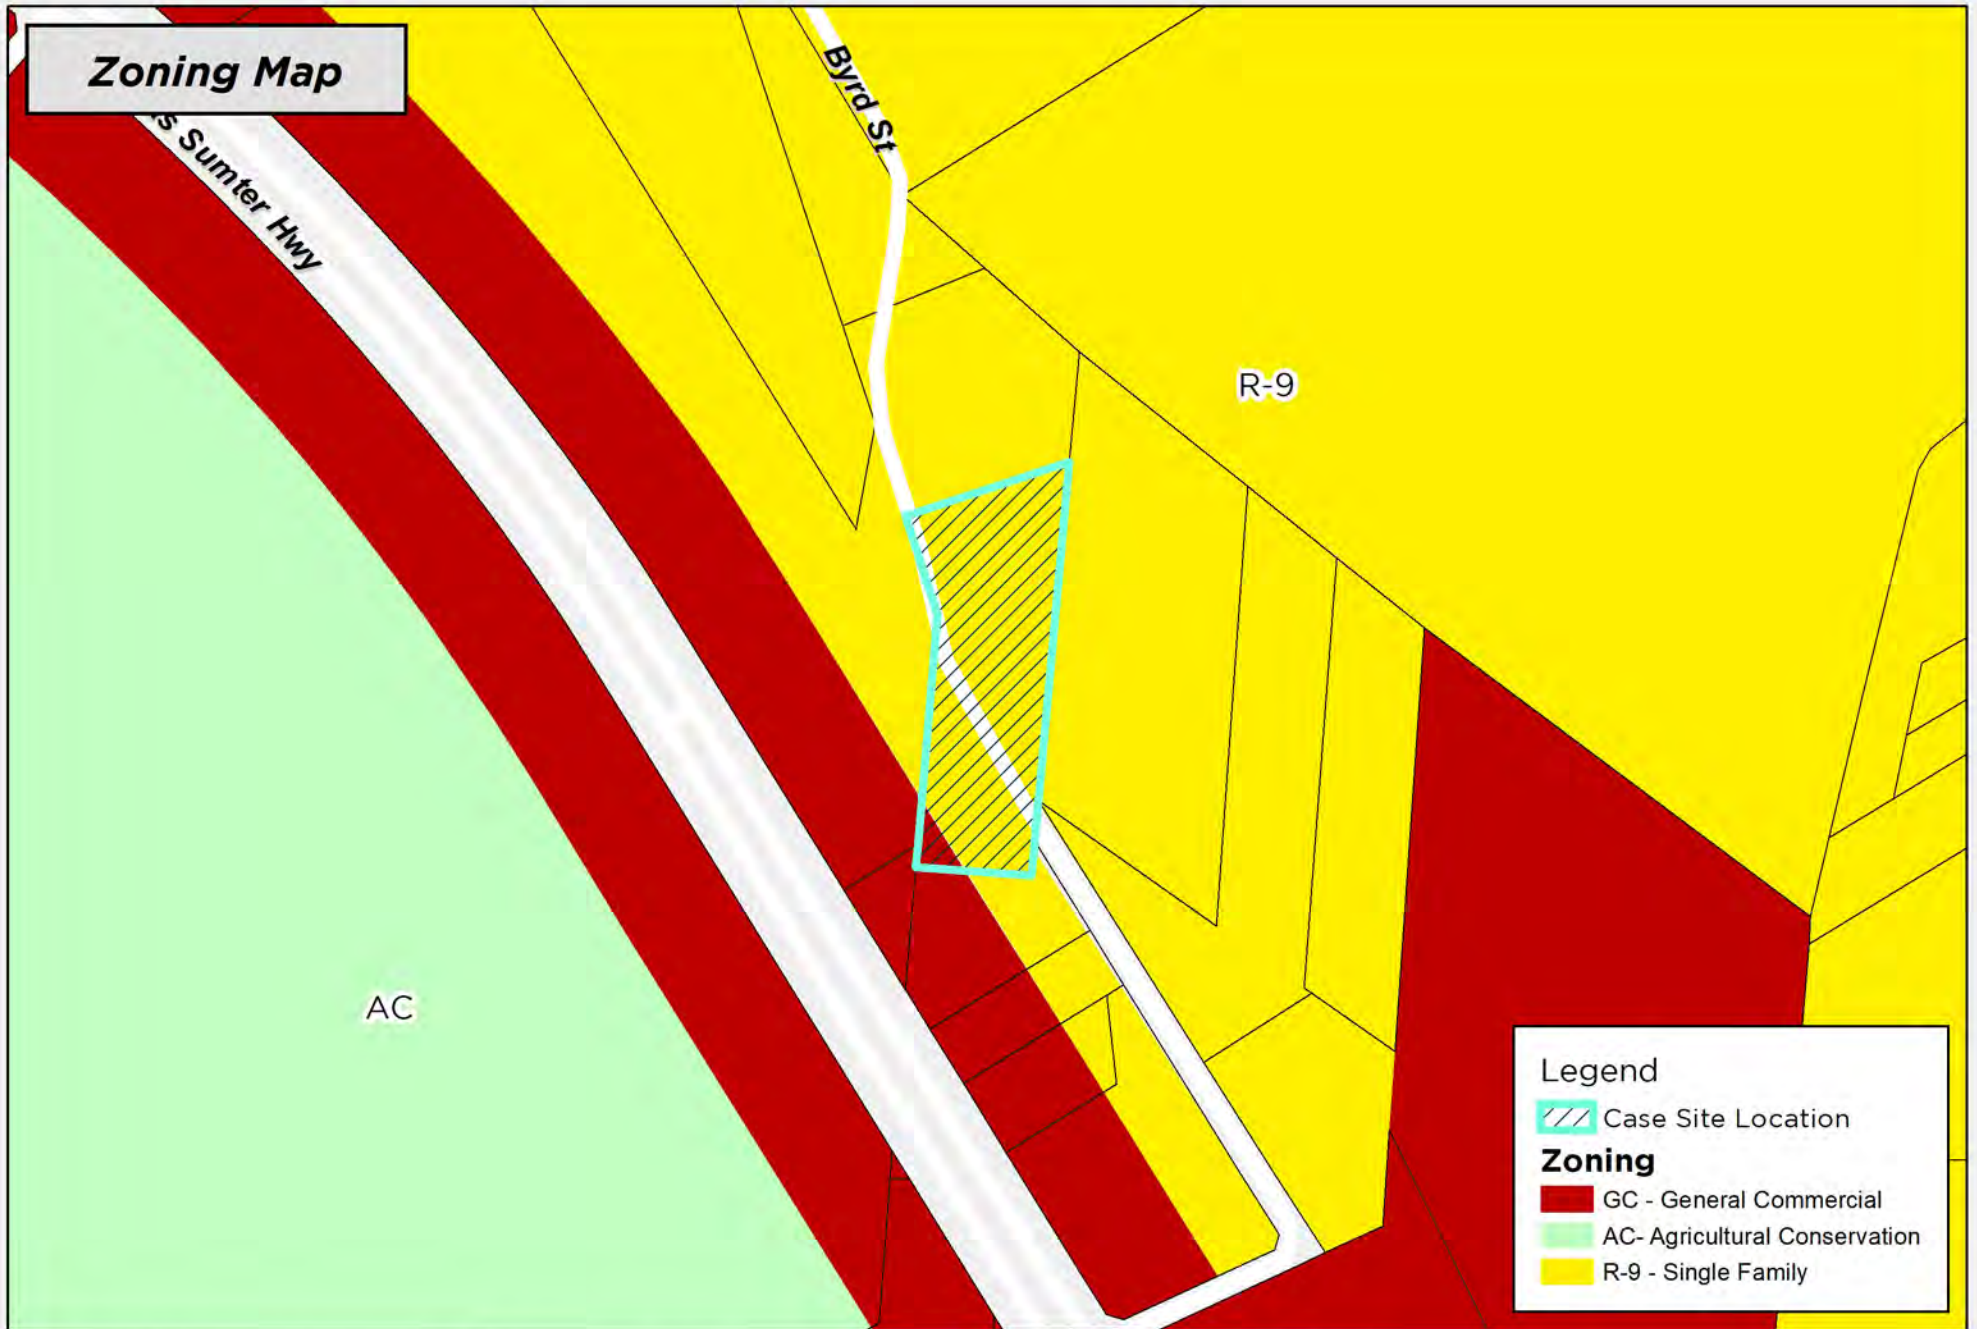 Zoning Map
Byrd St
Sumter Hwy
R-9
AC
Legend
Case Site Location
Zoning
GC - General Commercial
AC- Agricultural Conservation
R-9 - Single Family